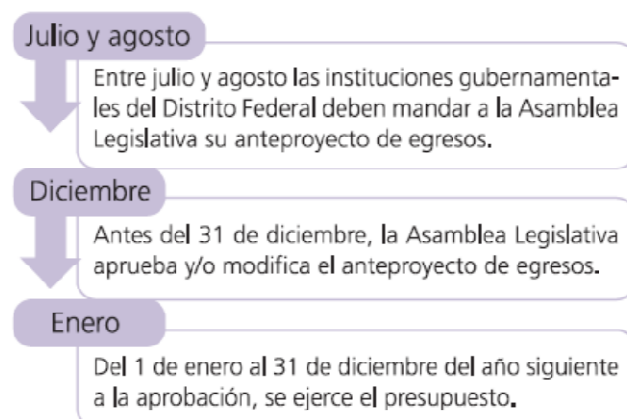 Julio y agosto
Entre julio y agosto las instituciones gubernamenta-
les del Distrito Federal deben mandar a la Asamblea
Legislativa su anteproyecto de egresos.
Diciembre
Antes del 31 de diciembre, la Asamblea Legislativa
aprueba y/o modifica el anteproyecto de egresos.
Enero
Del 1 de enero al 31 de diciembre del año siguiente
a la aprobación, se ejerce el presupuesto.